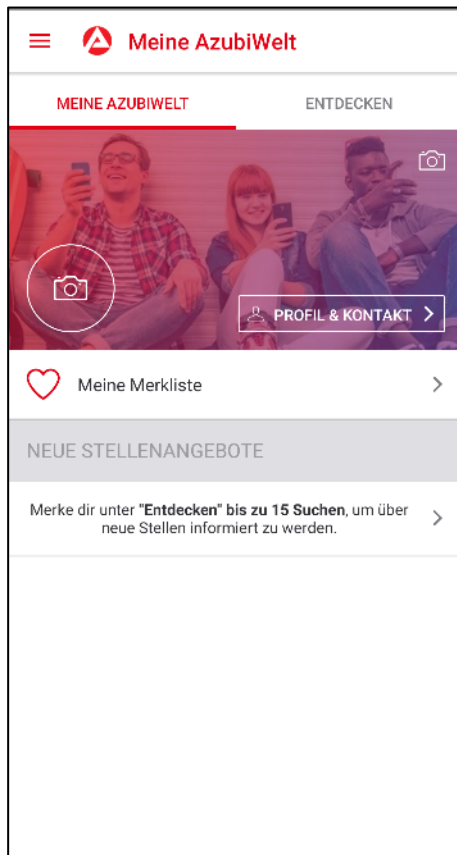 Meine AzubiWelt
MEINE AZUBIWELT
ENTDECKEN
PROFIL & KONTAKT
Meine Merkliste
NEUE STELLENANGEBOTE
Merke dir unter "Entdecken" bis zu 15 Suchen, um über
neue Stellen informiert zu werden.